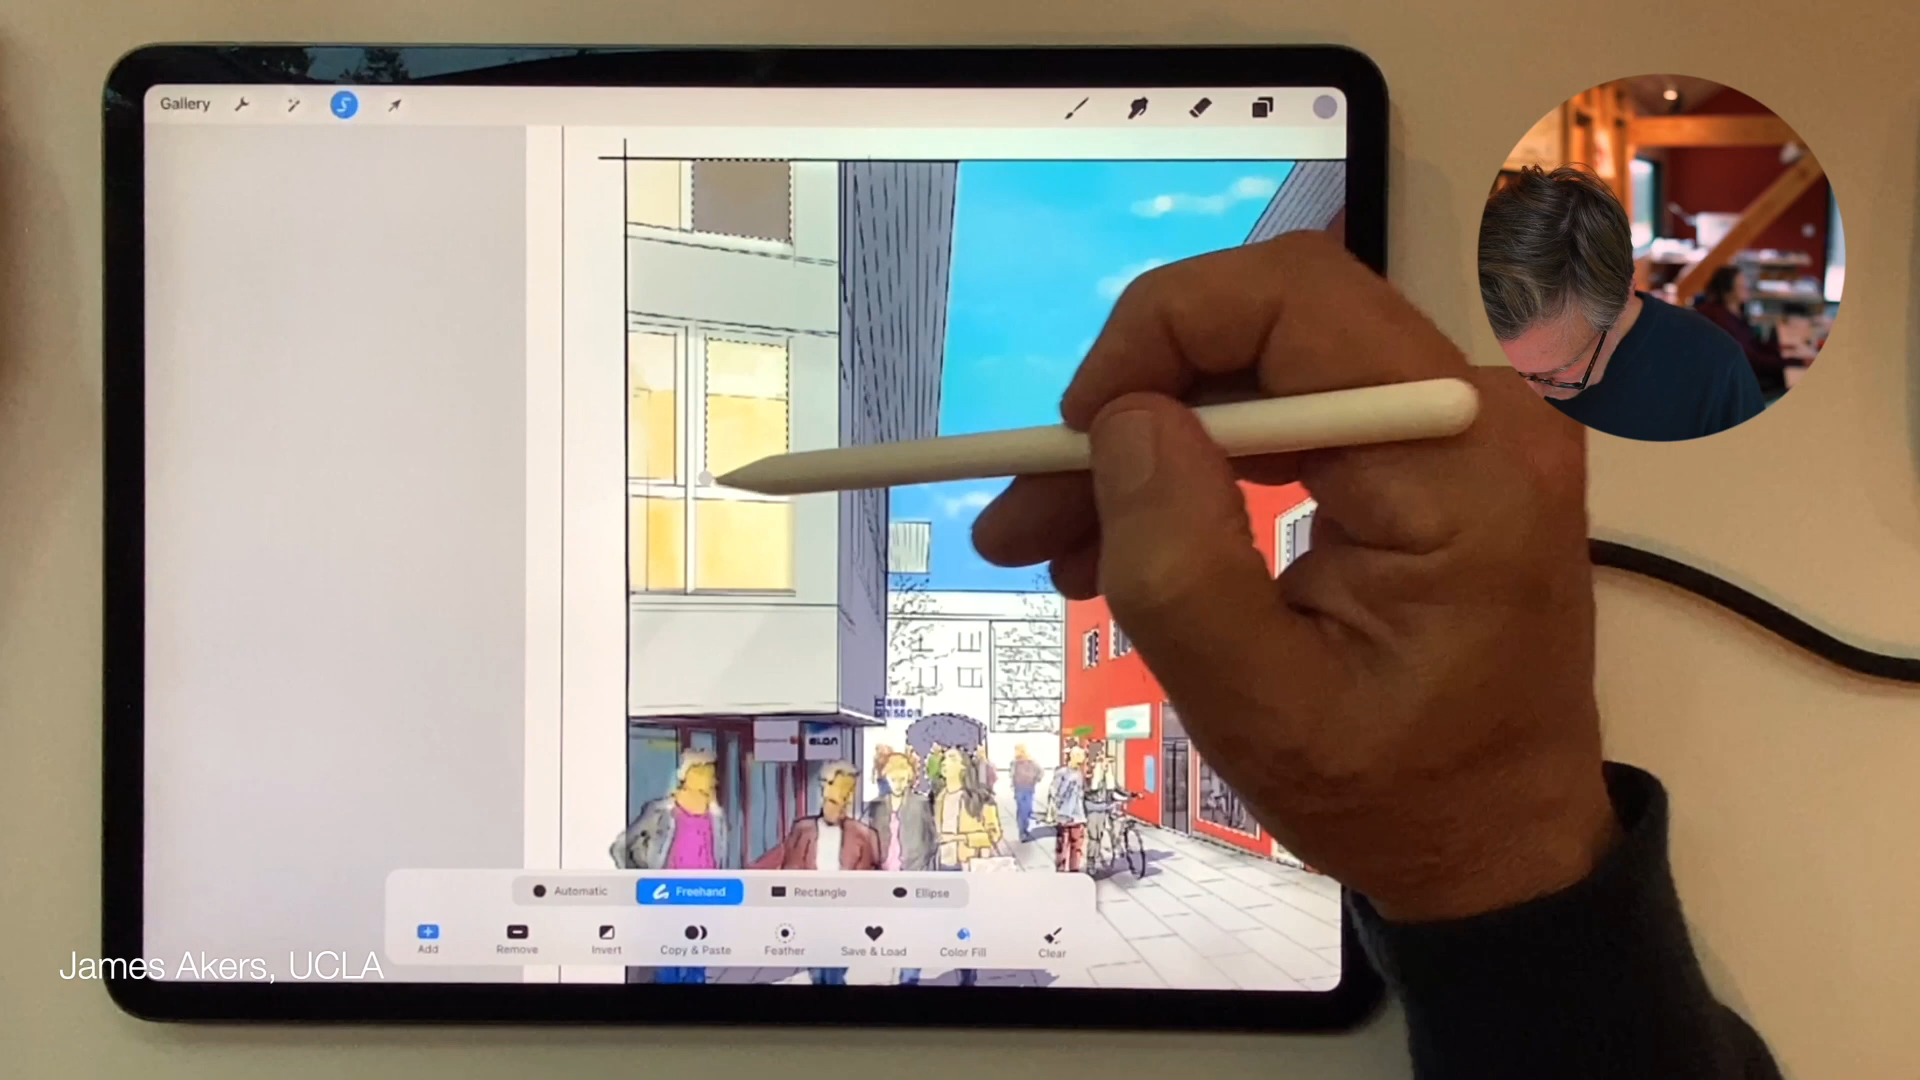 Gallery
ELON
Automatic
Freehand
Rectangle
Ellipse
Add
Remove
Invert
Copy & Paste
Feather
Save & Load
Color Fill
Clear
James Akers, UCLA